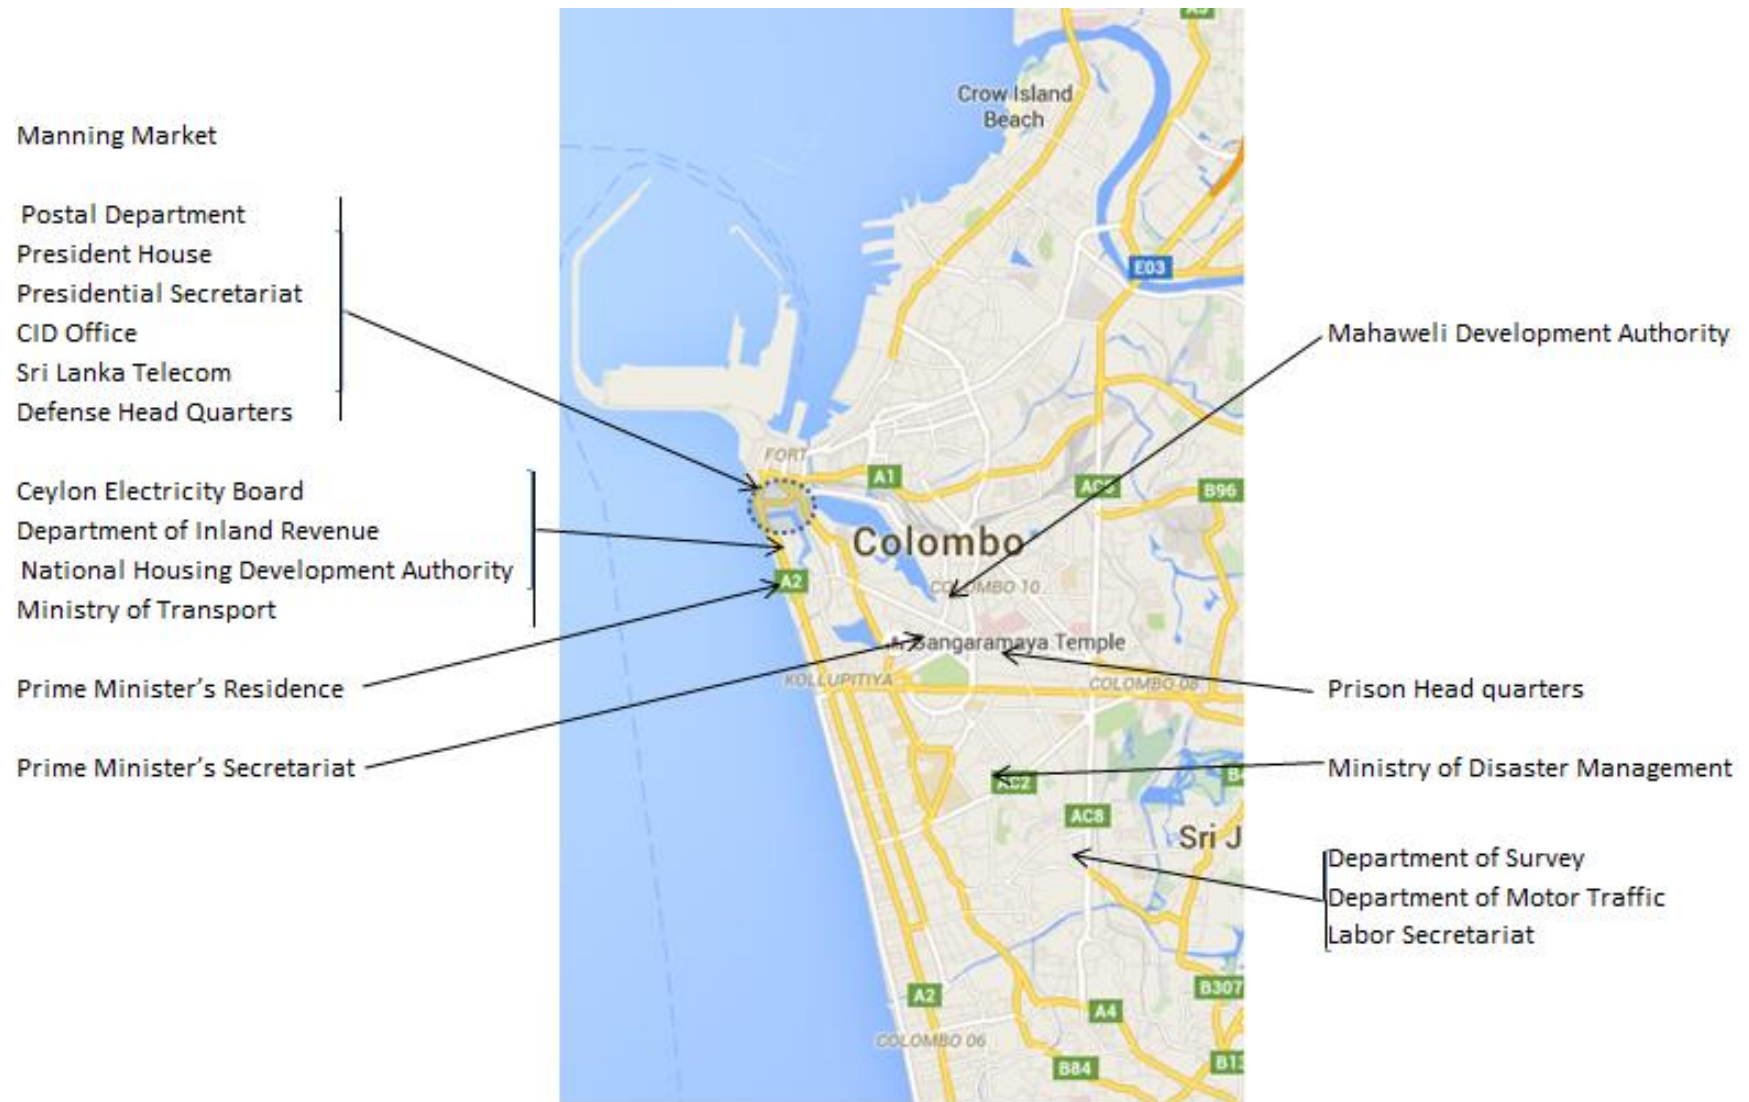 Manning Market
Postal Department
President House
Presidential Secretariat
CID Office
Sri Lanka Telecom
Defense Head Quarters
Ceylon Electricity Board
Department of Inland Revenue
National Housing Development Authority
Ministry of Transport
Prime Minister's Residence
Prime Minister's Secretariat
Crow Island
Beach
E03
FORT
A1
B96
Colombo
A2
COLOMBO 10
Gangaramaya Temple
KOLLUPITIYA
COLOMBO 08
AC8
Sri J
A2
B307
A4
COLOMBO 06
B84
Mahaweli Development Authority
Prison Head quarters
Ministry of Disaster Management
Department of Survey
Department of Motor Traffic
Labor Secretariat